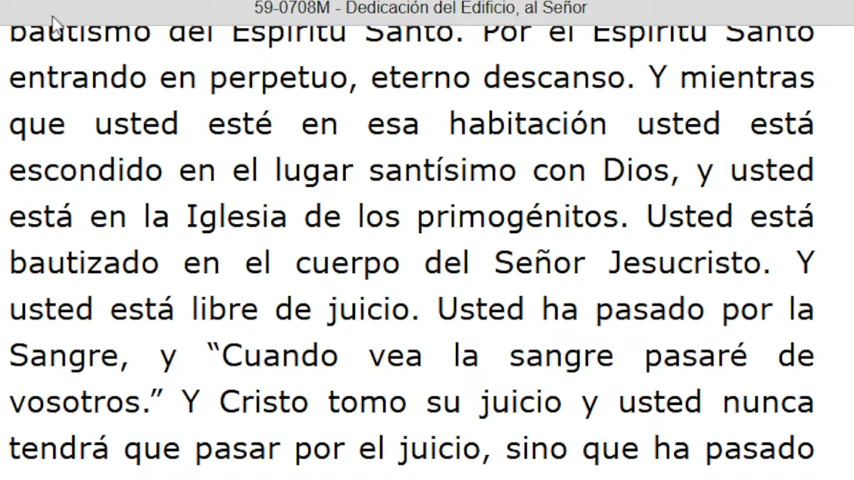 59-0708M - Dedicación del Edificio, al Señor
bautismo del Espíritu Santo. Por el Espíritu Santo
entrando en perpetuo, eterno descanso. Y mientras
que usted esté en esa habitación usted está
escondido en el lugar santísimo con Dios, y usted
está en la Iglesia de los primogénitos. Usted está
bautizado en el cuerpo del Señor Jesucristo. Y
usted está libre de juicio. Usted ha pasado por la
Sangre, y “Cuando vea la sangre pasaré de
vosotros.” Y Cristo tomo su juicio y usted nunca
tendrá que pasar por el juicio, sino que ha pasado